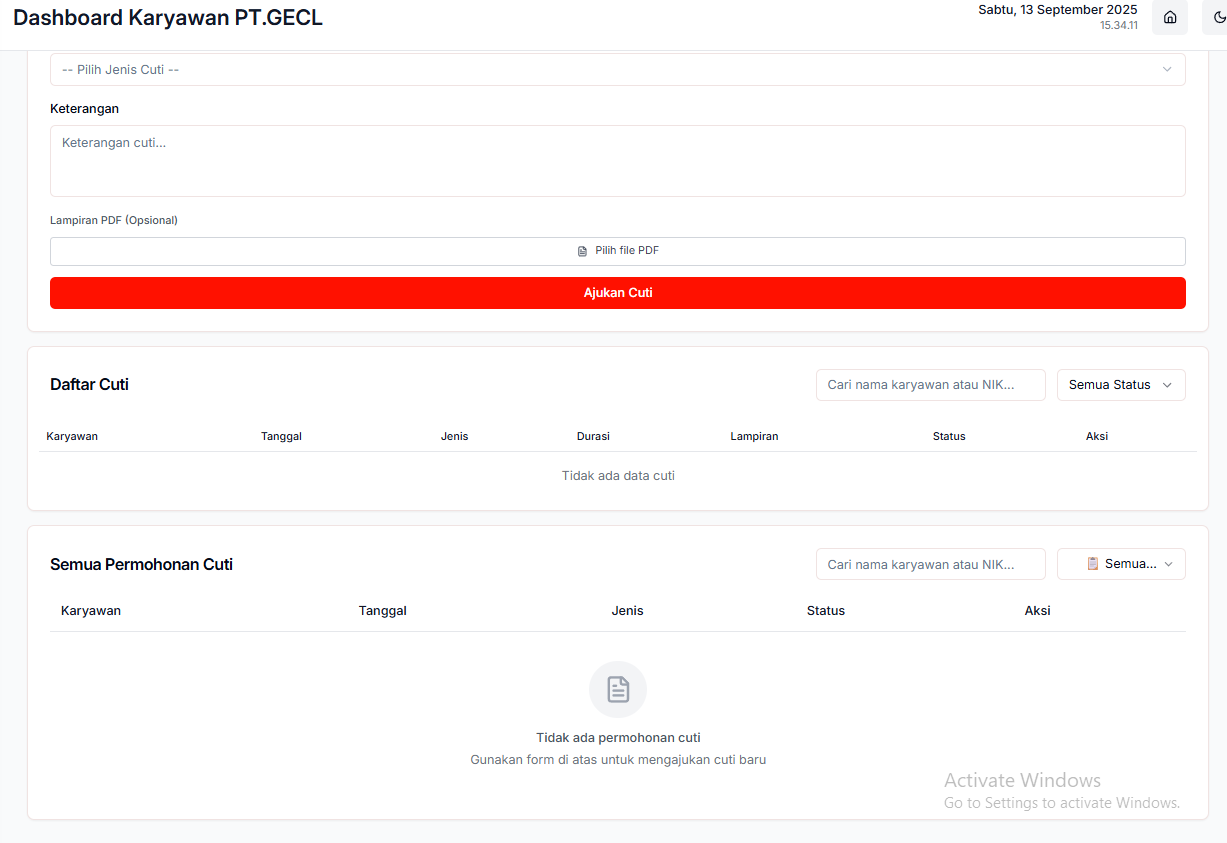 Dashboard Karyawan PT.GECL
Sabtu, 13 September 2025
15.34.11
-- Pilih Jenis Cuti --
Keterangan
Keterangan cuti...
Lampiran PDF (Opsional)
Pilih file PDF
Ajukan Cuti
Daftar Cuti
Cari nama karyawan atau NIK...
Semua Status
Karyawan Tanggal Jenis Durasi Lampiran Status Aksi
Tidak ada data cuti
Semua Permohonan Cuti
Cari nama karyawan atau NIK...
Semua...
Karyawan Tanggal Jenis Status Aksi
Tidak ada permohonan cuti
Gunakan form di atas untuk mengajukan cuti baru
Activate Windows
Go to Settings to activate Windows.